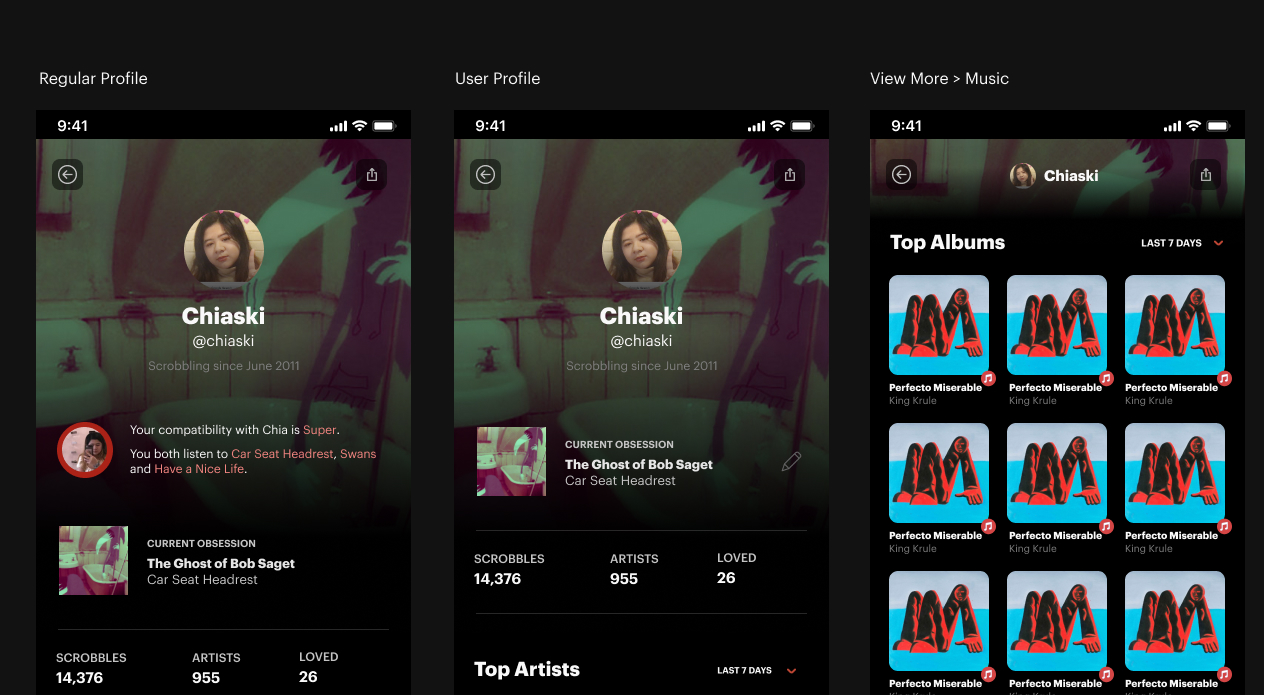 Regular Profile
User Profile
View More > Music
9:41
Chiaski
@chiaski
Scrobbling since June 2011
Your compatibility with Chia is Super.
You both listen to Car Seat Headrest, Swans
and Have a Nice Life.
CURRENT OBSESSION
The Ghost of Bob Saget
Car Seat Headrest
SCROBBLES
14,376
ARTISTS
955
LOVED
26
9:41
Chiaski
@chiaski
Scrobbling since June 2011
CURRENT OBSESSION
The Ghost of Bob Saget
Car Seat Headrest
SCROBBLES
14,376
ARTISTS
955
LOVED
26
Top Artists
LAST 7 DAYS
9:41
Chiaski
Top Albums
LAST 7 DAYS
Perfecto Miserable
King Krule
Perfecto Miserable
King Krule
Perfecto Miserable
King Krule
Perfecto Miserable
King Krule
Perfecto Miserable
King Krule
Perfecto Miserable
King Krule
Perfecto Miserable
Perfecto Miserable
Perfecto Miserable